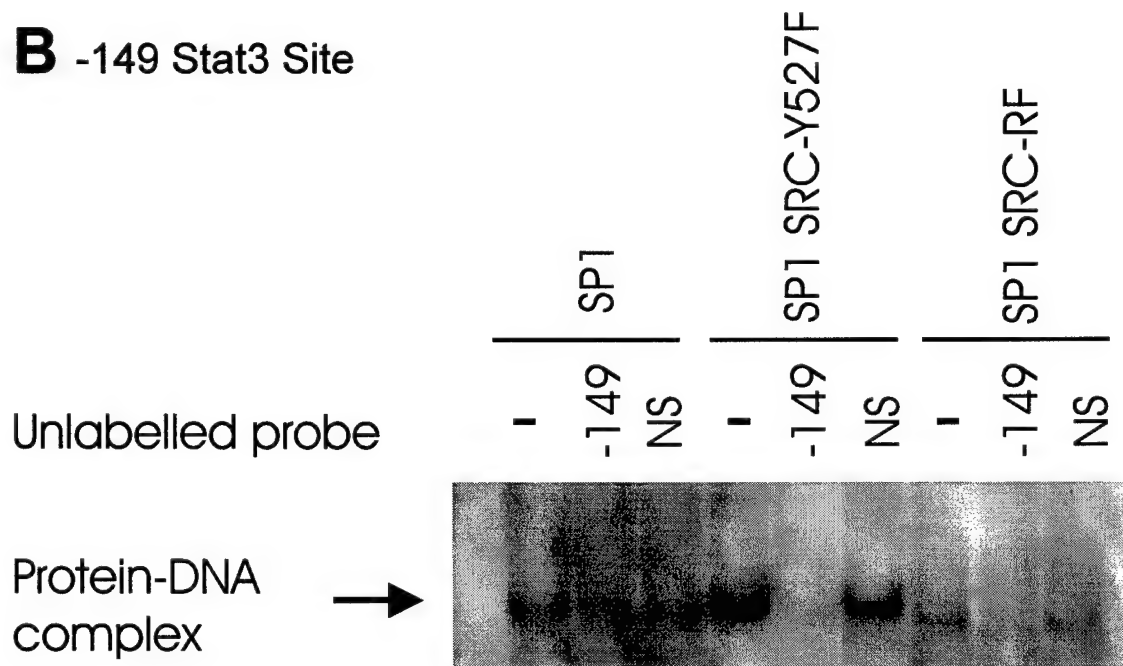 B -149 Stat3 Site
SP1
SP1 SRC-Y527F
SP1 SRC-RF
Unlabelled probe - -149 NS - -149 NS - -149 NS
Protein-DNA
complex